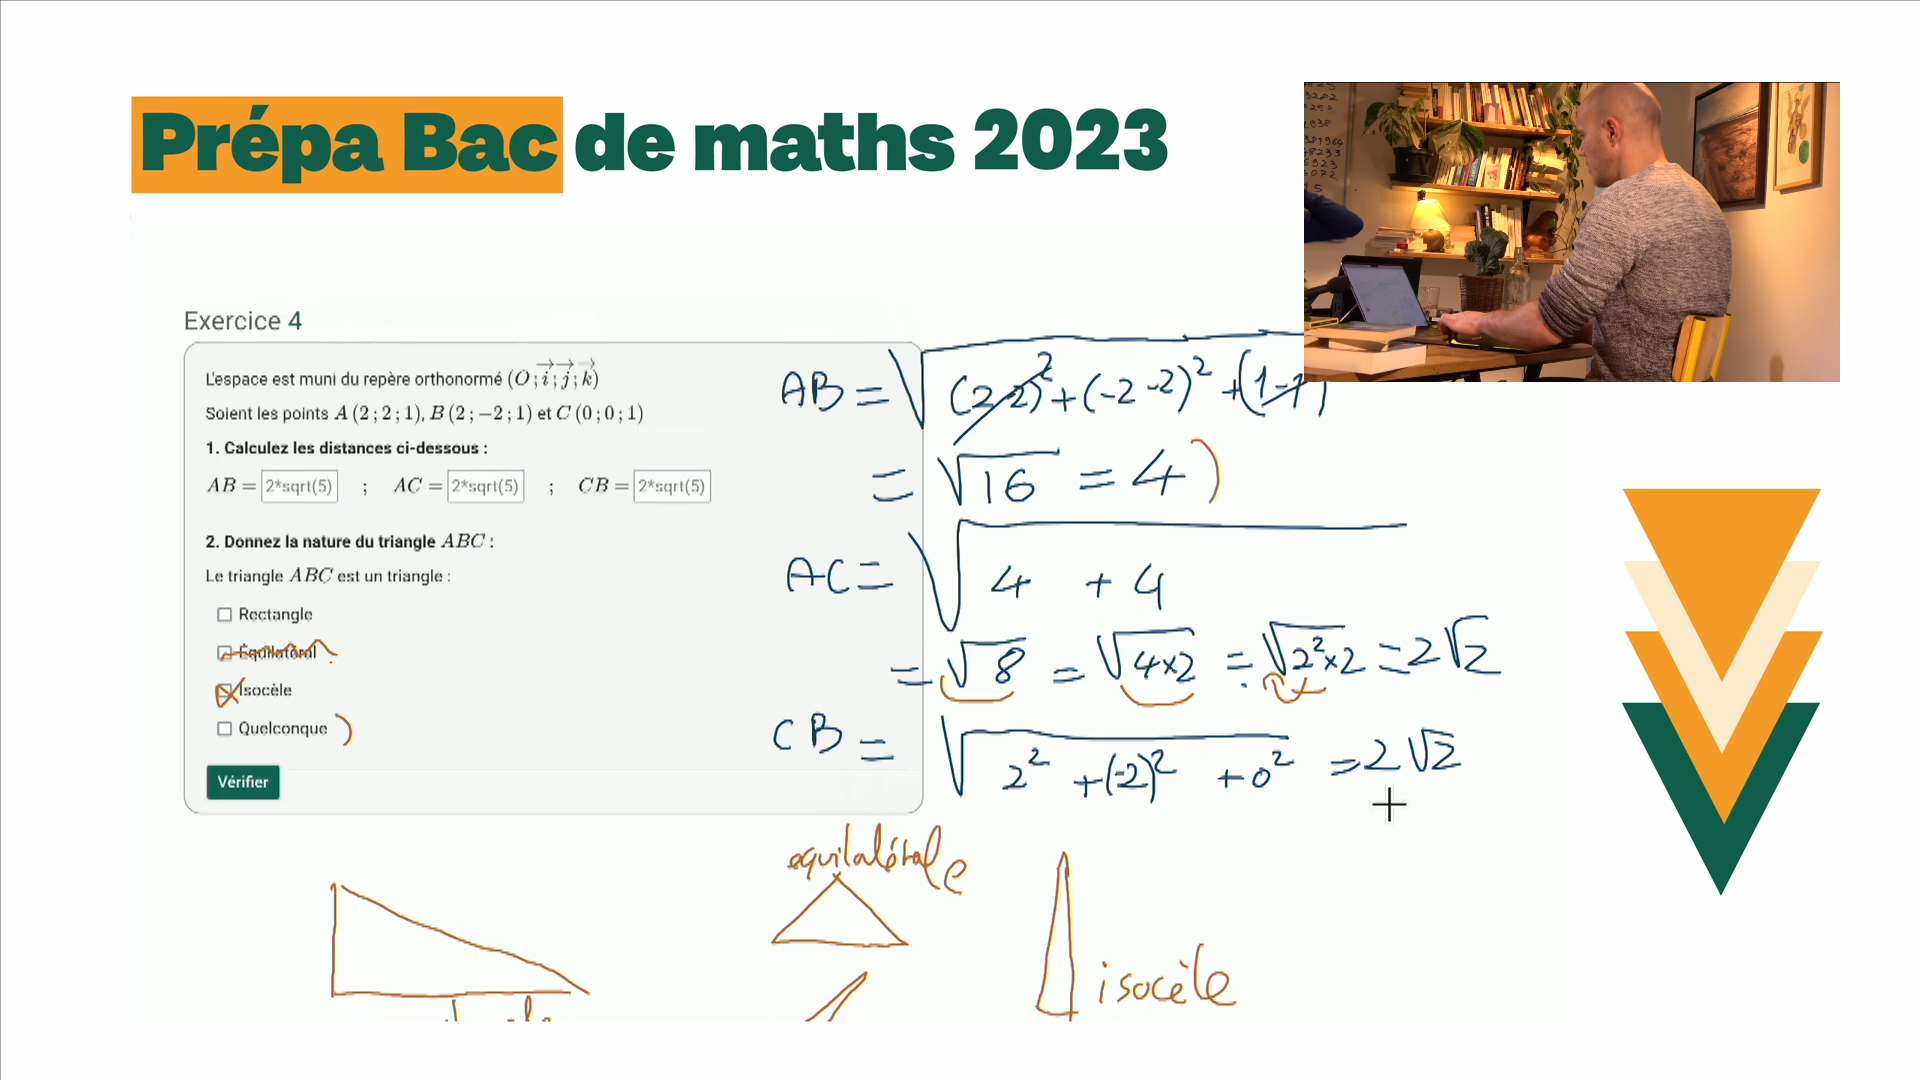 Prépa Bac de maths 2023
Exercice 4
L'espace est muni du repère orthonormé (O; i⃗; j⃗; k⃗)
Soient les points A (2; 2; 1), B (2; −2; 1) et C (0; 0; 1)
1. Calculez les distances ci-dessous :
AB = 2*sqrt(5) ; AC = 2*sqrt(5) ; CB = 2*sqrt(5)
2. Donnez la nature du triangle ABC :
Le triangle ABC est un triangle :
Rectangle
Équilatéral
Isocèle
Quelconque )
Vérifier
AB = √(2-2)² + (-2-2)² + (1-1)
= √16 = 4 )
AC = √4 + 4
= √8 = √4×2 = √2²×2 = 2√2
CB = √2² + (-2)² + 0² = 2√2
equilatérale
isocèle